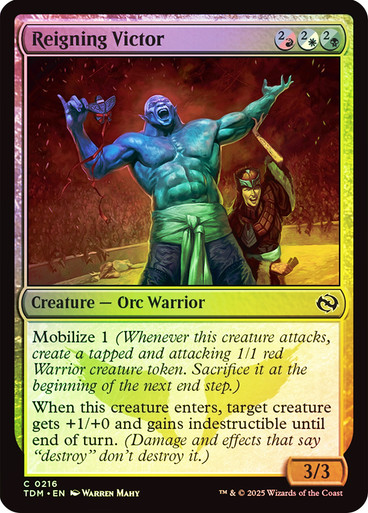 Reigning Victor 2 2 2
Creature — Orc Warrior
Mobilize 1 (Whenever this creature attacks,
create a tapped and attacking 1/1 red
Warrior creature token. Sacrifice it at the
beginning of the next end step.)
When this creature enters, target creature
gets +1/+0 and gains indestructible until
end of turn. (Damage and effects that say
“destroy” don’t destroy it.)
3/3
C 0216
TDM • EN Warren Mahy
™ & © 2025 Wizards of the Coast